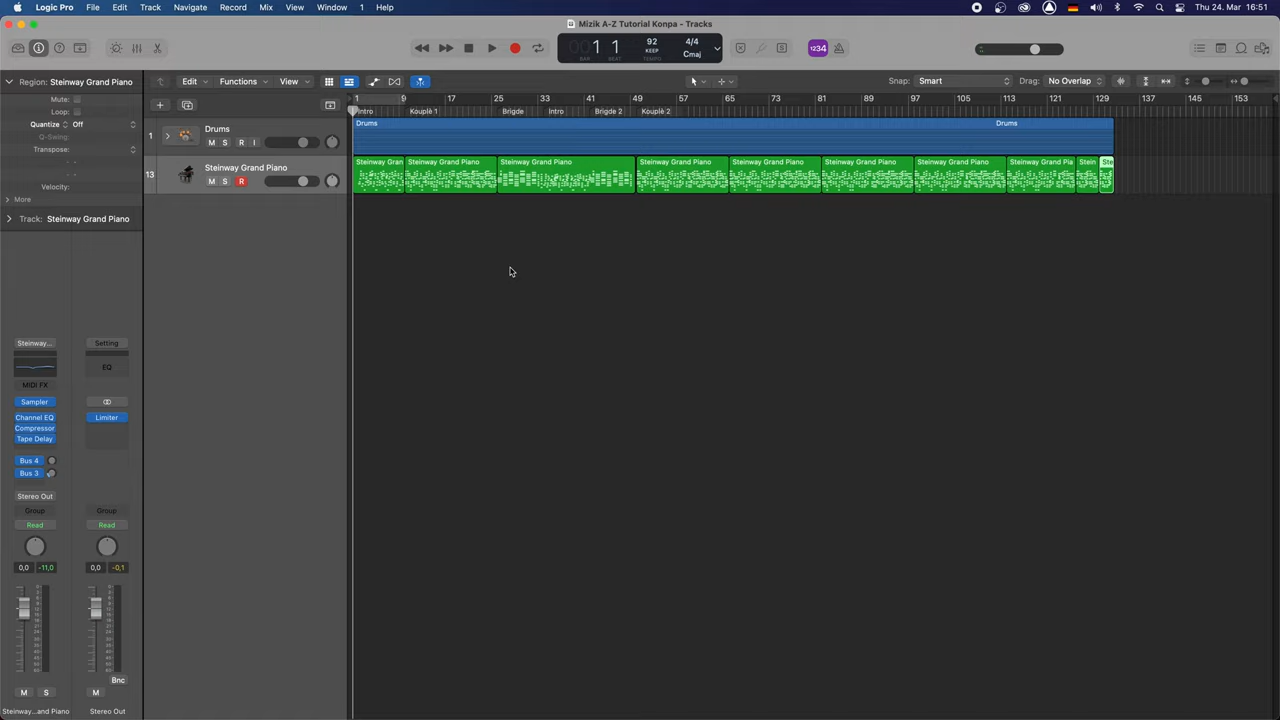 Logic Pro File Edit Track Navigate Record Mix View Window 1 Help Thu 24. Mar 16:51
Mizik A-Z Tutorial Konpa - Tracks
001 1 92 4/4
KEEP Cmaj
BAR BEAT TEMPO
1234
Region: Steinway Grand Piano Edit Functions View Snap: Smart Drag: No Overlap
Mute:
Loop:
Quantize Off
Q-Swing:
Transpose:
Velocity:
More
Track: Steinway Grand Piano
1 9 17 25 33 41 49 57 65 73 81 89 97 105 113 121 129 137 145 153
Intro Kouplè 1 Brigde Intro Brigde 2 Kouplè 2
1 Drums
M S R I
Drums Drums
13 Steinway Grand Piano
M S R
Steinway Gran Steinway Grand Piano Steinway Grand Piano Steinway Grand Piano Steinway Grand Piano Steinway Grand Piano Steinway Grand Piano Steinway Grand Pia Stein Ste
Steinway... Setting
EQ
MIDI FX
Sampler
Channel EQ Limiter
Compressor
Tape Delay
Bus 4
Bus 3
Stereo Out
Group Group
Read Read
0,0 -11,0 0,0 -0,1
Bnc
M S M
Steinway...and Piano Stereo Out